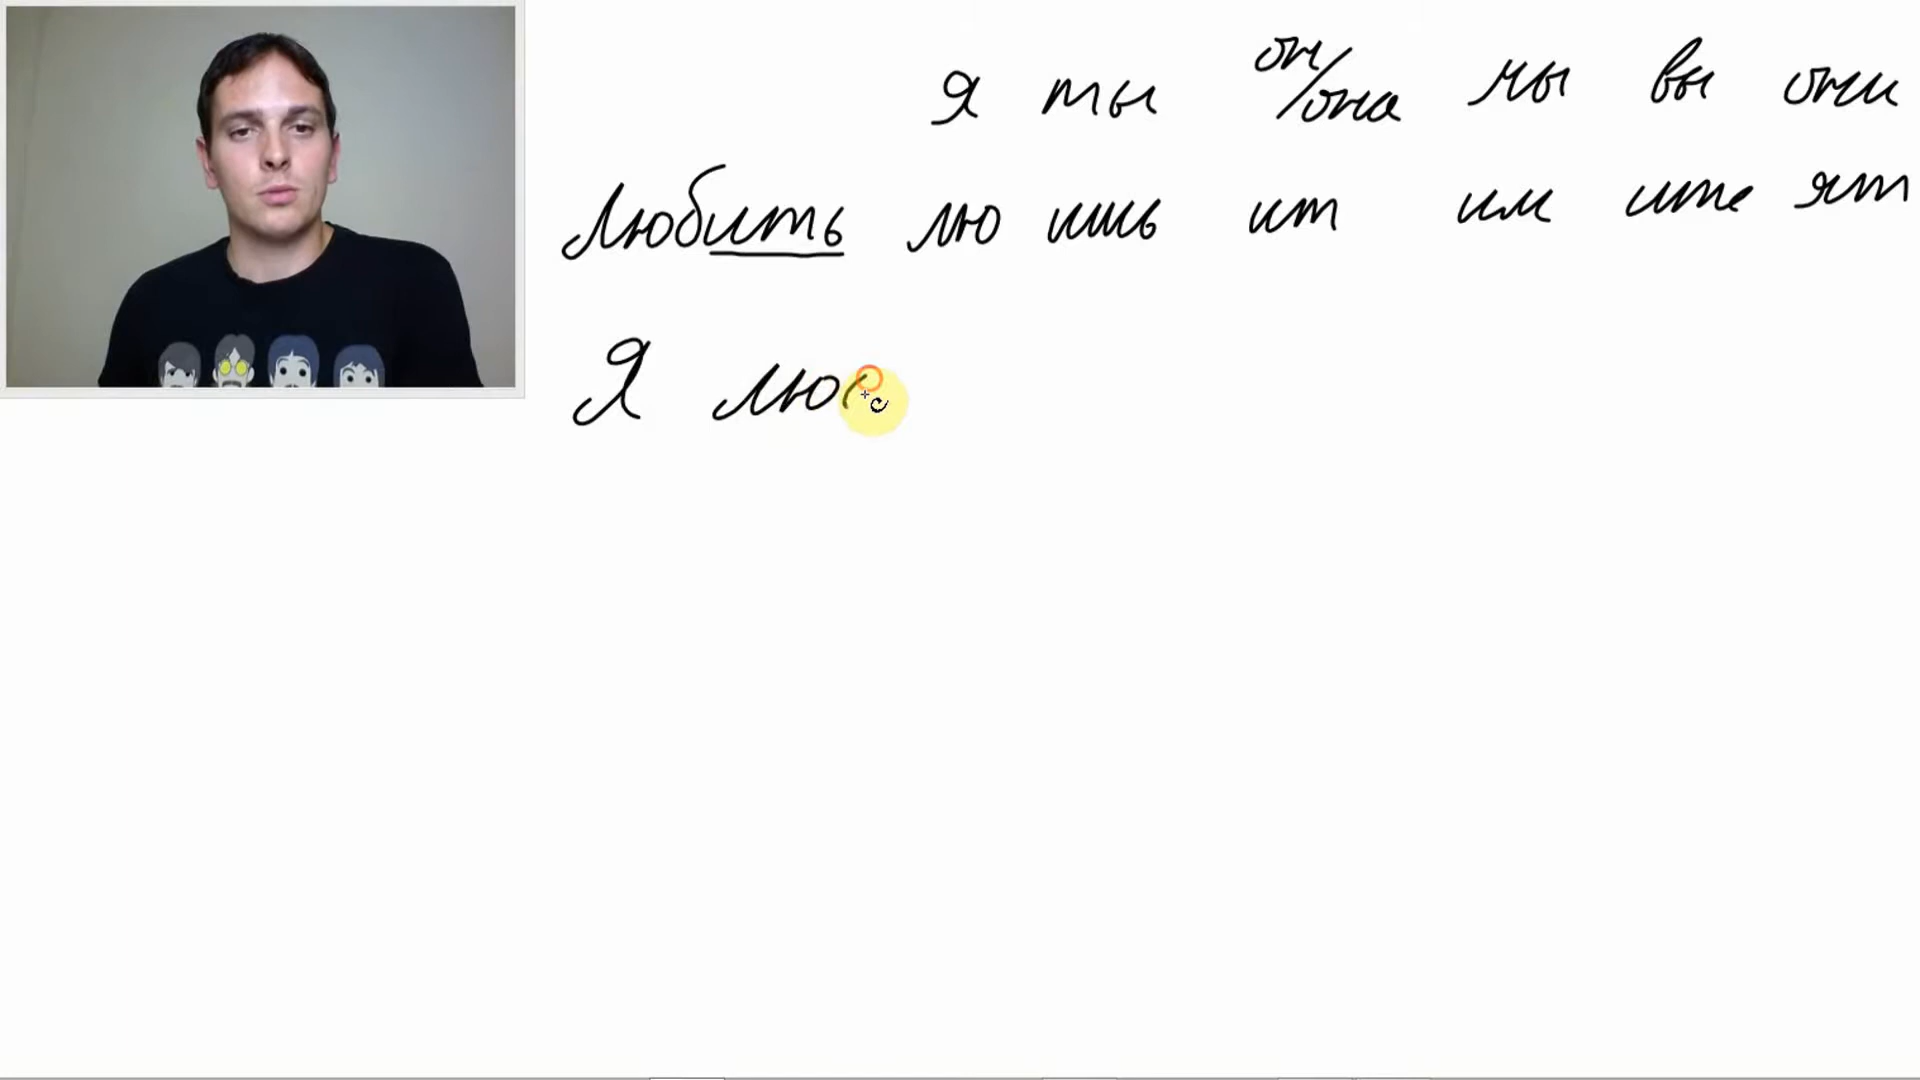 я ты он/она мы вы они
Любить лю ишь ит им ите ят
Я лю